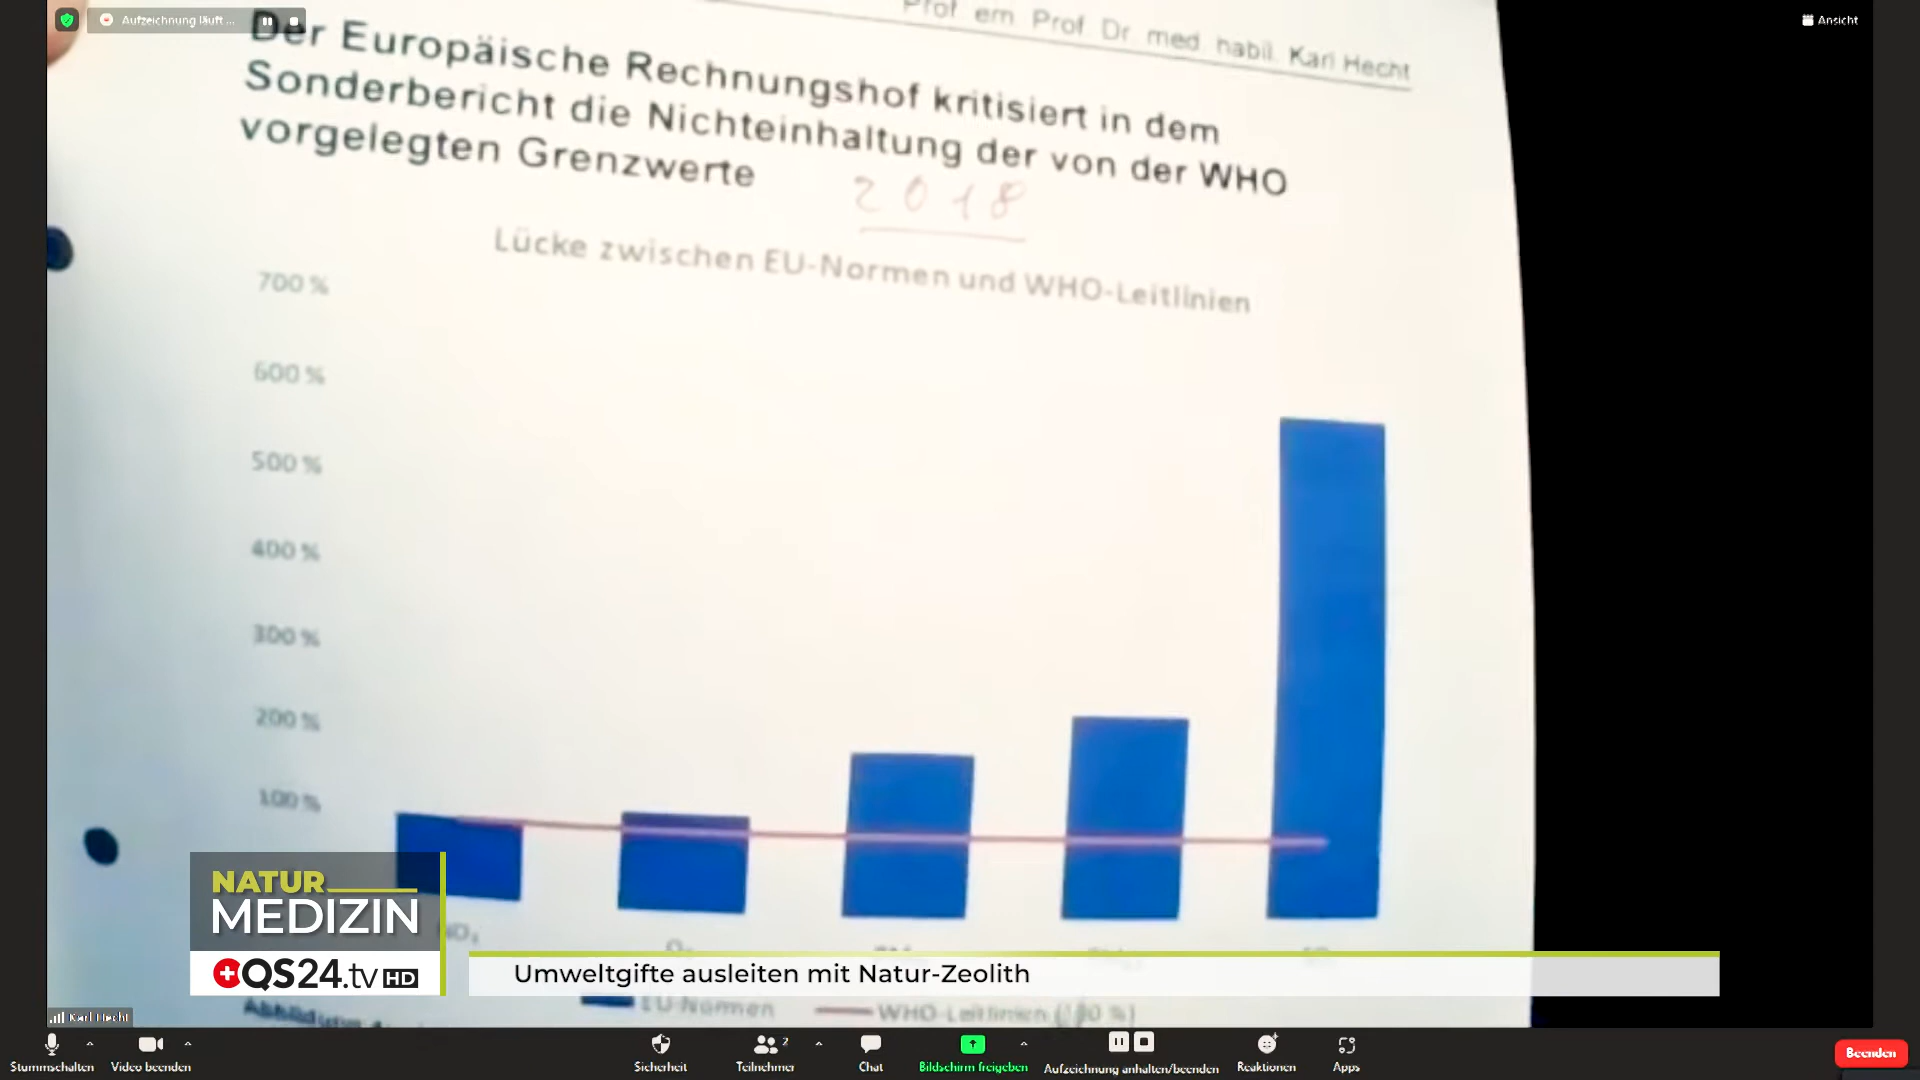 Aufzeichnung läuft ...
Ansicht
Prof. em. Prof. Dr. med. habil. Karl Hecht
Der Europäische Rechnungshof kritisiert in dem
Sonderbericht die Nichteinhaltung der von der WHO
vorgelegten Grenzwerte
2018
Lücke zwischen EU-Normen und WHO-Leitlinien
700 %
600 %
500 %
400 %
300 %
200 %
100 %
NATUR
MEDIZIN
QS24.tv HD
Umweltgifte ausleiten mit Natur-Zeolith
EU-Normen
WHO-Leitlinien (100 %)
Karl Hecht
Stummschalten
Video beenden
Sicherheit
Teilnehmer
2
Chat
Bildschirm freigeben
Aufzeichnung anhalten/beenden
Reaktionen
Apps
Beenden